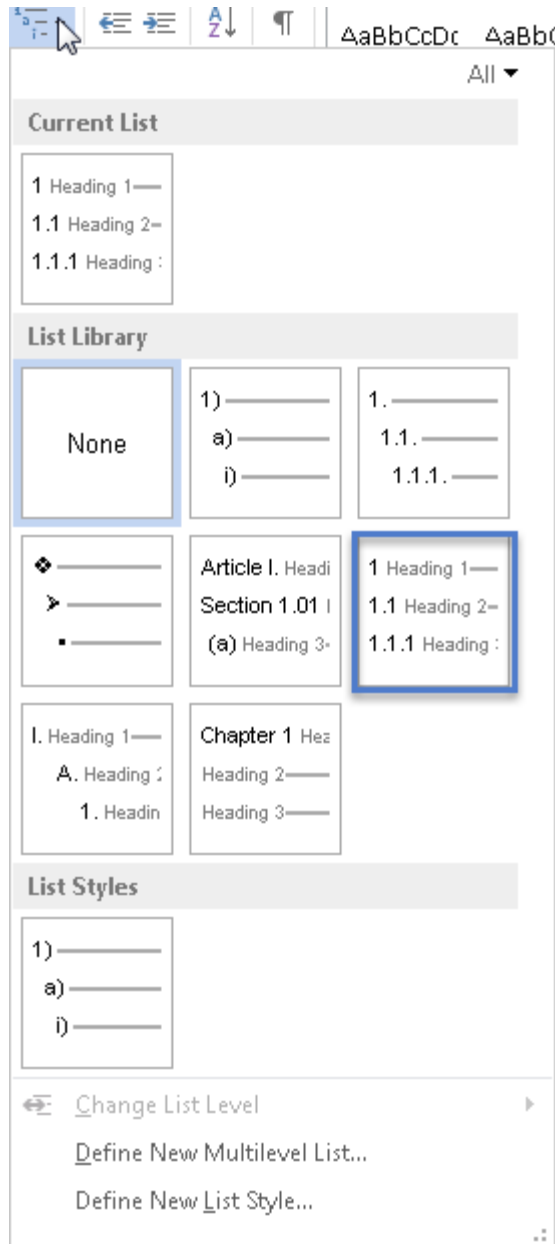 AaBbCcDc AaBb
All
Current List
1 Heading 1
1.1 Heading 2
1.1.1 Heading
List Library
None
1)
a)
i)
1.
1.1.
1.1.1.
Article I. Headi
Section 1.01
(a) Heading 3
1 Heading 1
1.1 Heading 2
1.1.1 Heading
I. Heading 1
A. Heading
1. Headin
Chapter 1 Hea
Heading 2
Heading 3
List Styles
1)
a)
i)
Change List Level
Define New Multilevel List...
Define New List Style...